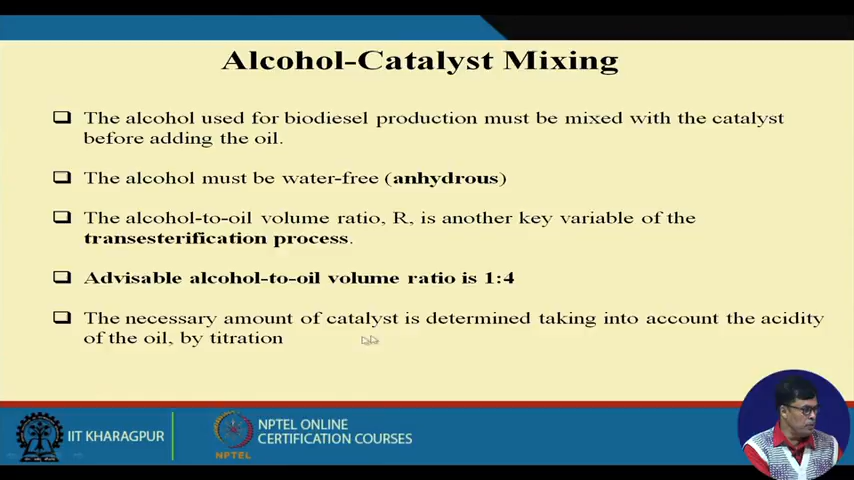 Alcohol-Catalyst Mixing
The alcohol used for biodiesel production must be mixed with the catalyst
before adding the oil.
The alcohol must be water-free (anhydrous)
The alcohol-to-oil volume ratio, R, is another key variable of the
transesterification process.
Advisable alcohol-to-oil volume ratio is 1:4
The necessary amount of catalyst is determined taking into account the acidity
of the oil, by titration
IIT KHARAGPUR
NPTEL
NPTEL ONLINE
CERTIFICATION COURSES